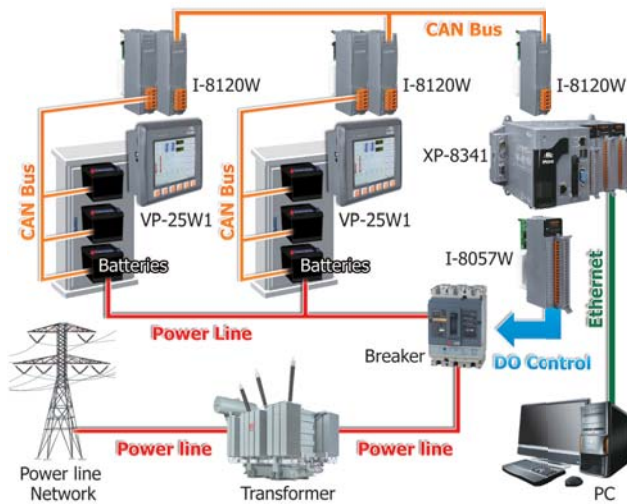 CAN Bus
I-8120W
I-8120W
I-8120W
XP-8341
CAN Bus
VP-25W1
CAN Bus
VP-25W1
I-8057W
Ethernet
Batteries
Batteries
Power Line
Breaker
DO Control
Power line
Power line
Power line
Network
Transformer
PC